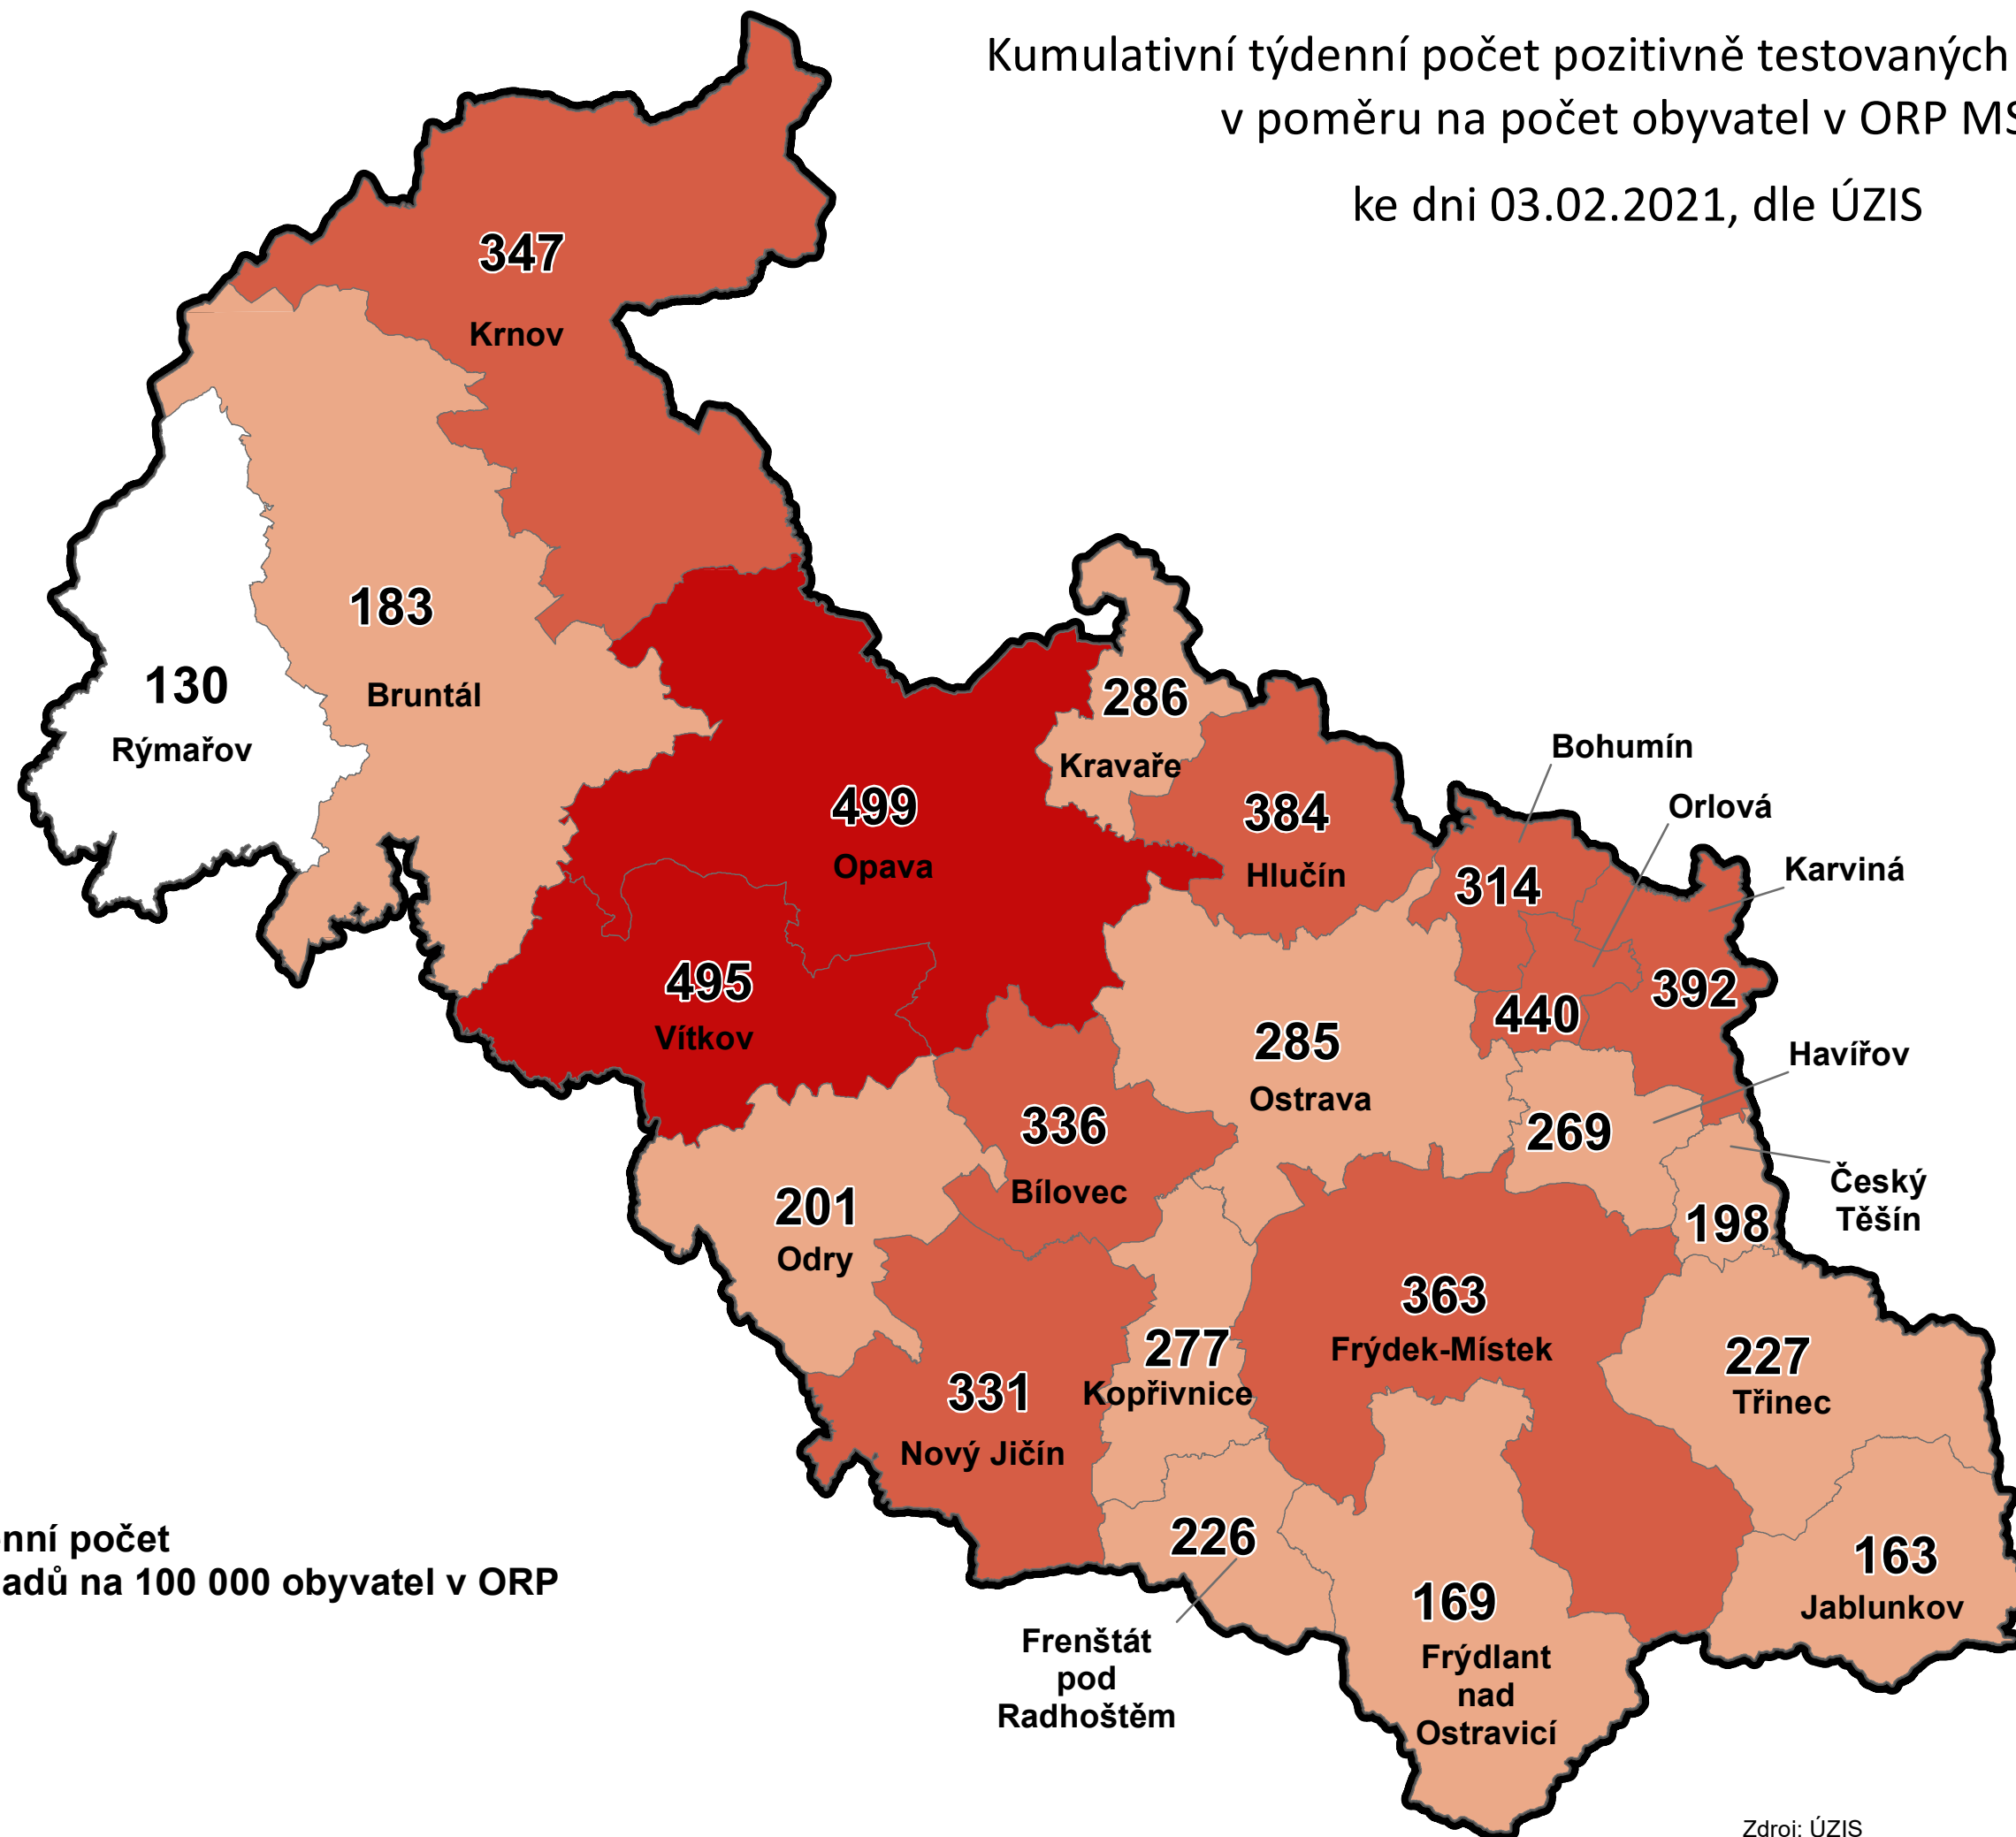 Kumulativní týdenní počet pozitivně testovaných
v poměru na počet obyvatel v ORP
ke dni 03.02.2021, dle ÚZIS
347
Krnov
183
Bruntál
130
Rýmařov
286
Kravaře
499
Opava
384
Hlučín
Bohumín
314
Orlová
Karviná
495
Vítkov
392
440
285
Ostrava
Havířov
336
Bílovec
269
Český
Těšín
198
201
Odry
363
Frýdek-Místek
277
Kopřivnice
227
Třinec
331
Nový Jičín
226
Frenštát
pod
Radhoštěm
163
Jablunkov
169
Frýdlant
nad
Ostravicí
počet
na 100 000 obyvatel v ORP
Zdroj: ÚZIS